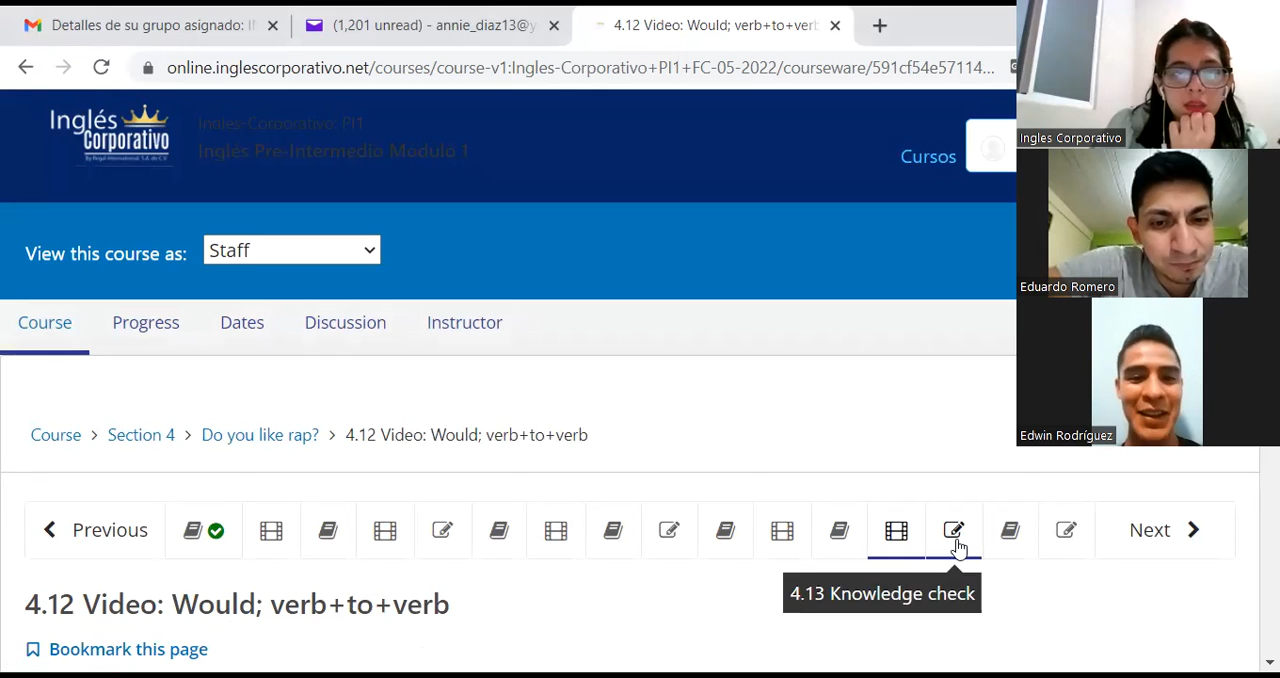 Detalles de su grupo asignado: I
(1,201 unread) - annie_diaz13@y
4.12 Video: Would; verb+to+verb
online.inglescorporativo.net/courses/course-v1:Ingles-Corporativo+PI1+FC-05-2022/courseware/591cf54e57114...
Inglés
Corporativo
Ingles-Corporativo: PI1
Ingles Pre-Intermedio Modulo 1
Cursos
View this course as:
Staff
Course
Progress
Dates
Discussion
Instructor
Course > Section 4 > Do you like rap? > 4.12 Video: Would; verb+to+verb
Previous
Next
4.13 Knowledge check
4.12 Video: Would; verb+to+verb
Bookmark this page
Ingles Corporativo
Eduardo Romero
Edwin Rodríguez